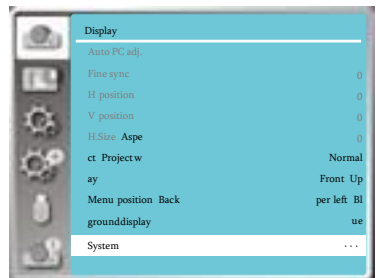 Display
Auto PC adj.
Fine sync 0
H position 0
V position 0
H.Size Aspe 0
ct Projectw Normal
ay Front Up
Menu position Back per left Bl
grounddisplay ue
System ...